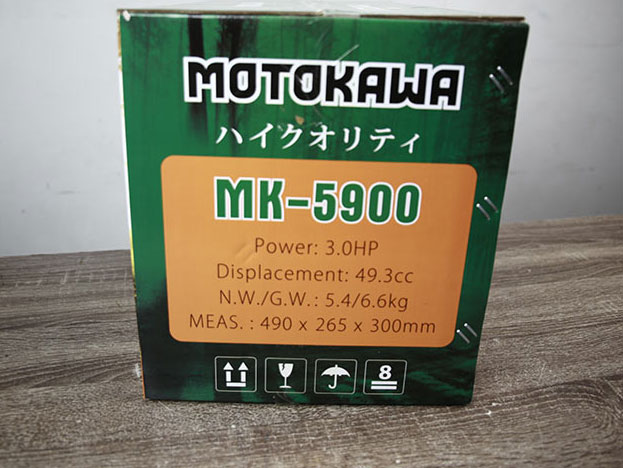 MOTOKAWA
ハイクオリティ
MK-5900
Power: 3.0HP
Displacement: 49.3cc
N.W./G.W. : 5.4/6.6kg
MEAS. : 490 x 265 x 300mm
8